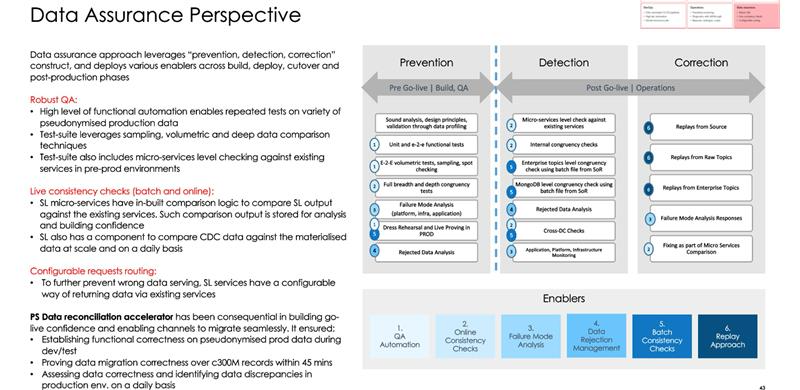 Data Assurance Perspective
Data assurance approach leverages “prevention, detection, correction”
construct, and deploys various enablers across build, deploy, cutover and
post-production phases
Robust QA:
• High level of functional automation enables repeated tests on variety of
pseudonymised production data
• Test-suite leverages sampling, volumetric and deep data comparison
techniques
• Test-suite also includes micro-services level checking against existing
services in pre-prod environments
Live consistency checks (batch and online):
• SL micro-services have in-built comparison logic to compare SL output
against the existing services. Such comparison output is stored for analysis
and building confidence
• SL also has a component to compare CDC data against the materialised
data at scale and on a daily basis
Configurable requests routing:
• To further prevent wrong data serving, SL services have a configurable
way of returning data via existing services
PS Data reconciliation accelerator has been consequential in building go-
live confidence and enabling channels to migrate seamlessly. It ensured:
• Establishing functional correctness on pseudonymised prod data during
dev/test
• Proving data migration correctness over c300M records within 45 mins
• Assessing data correctness and identifying data discrepancies in
production env. on a daily basis
Prevention
Detection
Correction
Pre Go-live | Build, QA
Post Go-live | Operations
Sound analysis, design principles,
validation through data profiling
1
Unit and e-2-e functional tests
1
E-2-E volumetric tests, sampling, spot
checking
2
Full breadth and depth congruency
tests
3
Failure Mode Analysis
(platform, infra, application)
1
5
Dress Rehearsal and Live Proving in
PROD
4
Rejected Data Analysis
2
Micro-services level check against
existing services
2
Internal congruency checks
5
Enterprise topics level congruency
check using batch file from SoR
5
MongoDB level congruency check using
batch file from SoR
4
Rejected Data Analysis
2
5
Cross-DC Checks
3
Application, Platform, Infrastructure
Monitoring
6
Replays from Source
6
Replays from Raw Topics
6
Replays from Enterprise Topics
3
Failure Mode Analysis Responses
2
Fixing as part of Micro Services
Comparison
Enablers
1.
QA
Automation
2.
Online
Consistency
Checks
3.
Failure Mode
Analysis
4.
Data
Rejection
Management
5.
Batch
Consistency
Checks
6.
Replay
Approach
43